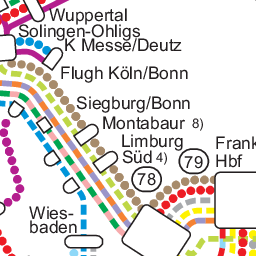 Wuppertal
Solingen-Ohligs
K Messe/Deutz
Flugh Köln/Bonn
Siegburg/Bonn
Montabaur 8)
Limburg
Süd 4)
79
Frank
Hbf
78
Wies-
baden